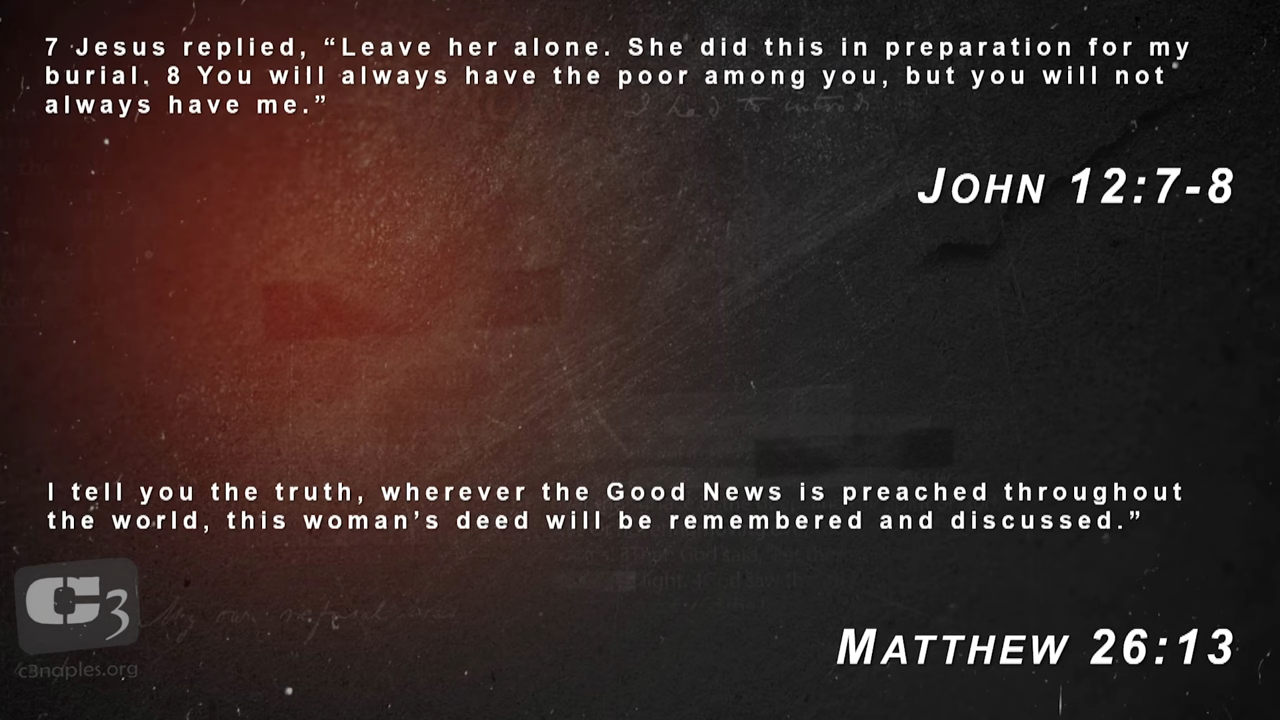 7 Jesus replied, “Leave her alone. She did this in preparation for my
burial. 8 You will always have the poor among you, but you will not
always have me.”
JOHN 12:7-8
I tell you the truth, wherever the Good News is preached throughout
the world, this woman’s deed will be remembered and discussed.”
C3
c3naples.org
MATTHEW 26:13